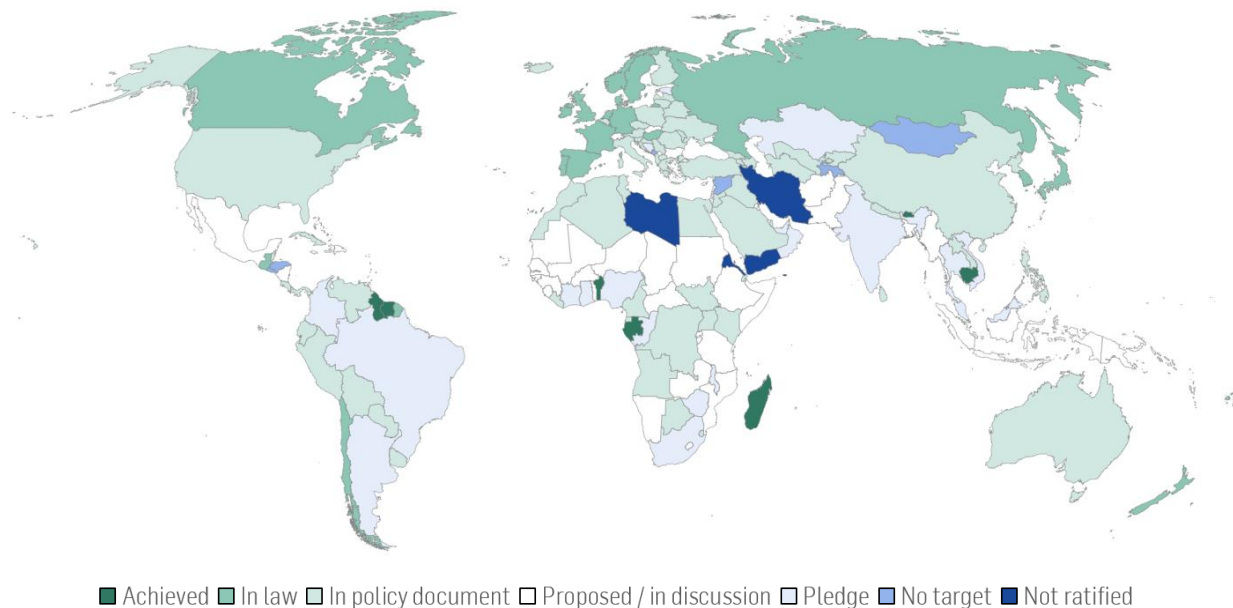 Achieved In law In policy document Proposed / in discussion Pledge No target Not ratified